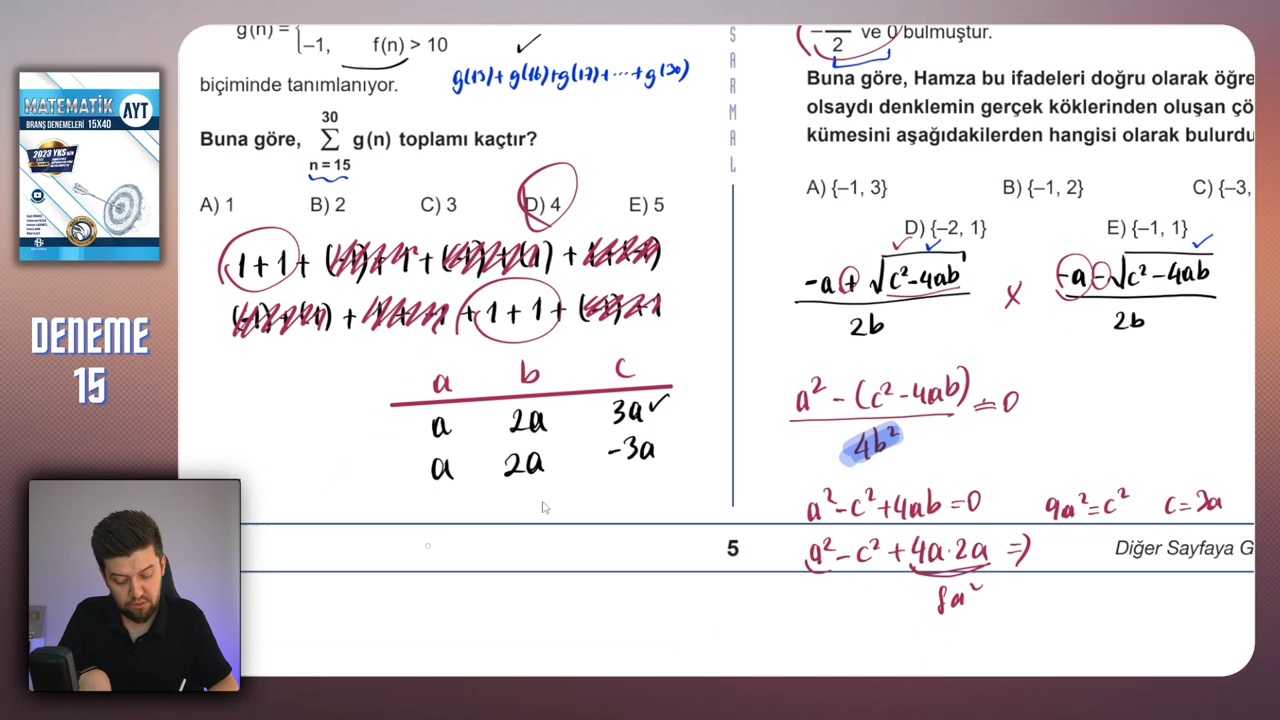 g(n) =
–1, f(n) > 10
g(15) + g(16) + g(17) + ... + g(30)
biçiminde tanımlanıyor.
30
Buna göre, ∑ g(n) toplamı kaçtır?
n = 15
A) 1 B) 2 C) 3 D) 4 E) 5
1 + 1 +
+ 1 + 1 +
a b c
a 2a 3a ✓
a 2a -3a
S
A
R
M
A
L
– 2 ve 0 bulmuştur.
Buna göre, Hamza bu ifadeleri doğru olarak öğre
olsaydı denklemin gerçek köklerinden oluşan çö
kümesini aşağıdakilerden hangisi olarak bulurdu
A) {–1, 3} B) {–1, 2} C) {–3,
D) {–2, 1} E) {–1, 1}
-a + √c² - 4ab x -a - √c² - 4ab
2b 2b
a² - (c² - 4ab) = 0
4b²
a² - c² + 4ab = 0 9a² = c² c = 3a
a² - c² + 4a · 2a =>
8a²
5
Diğer Sayfaya G
MATEMATİK AYT
BRANŞ DENEMELERİ 15X40
2023 YKS'NİN
DENEME
15